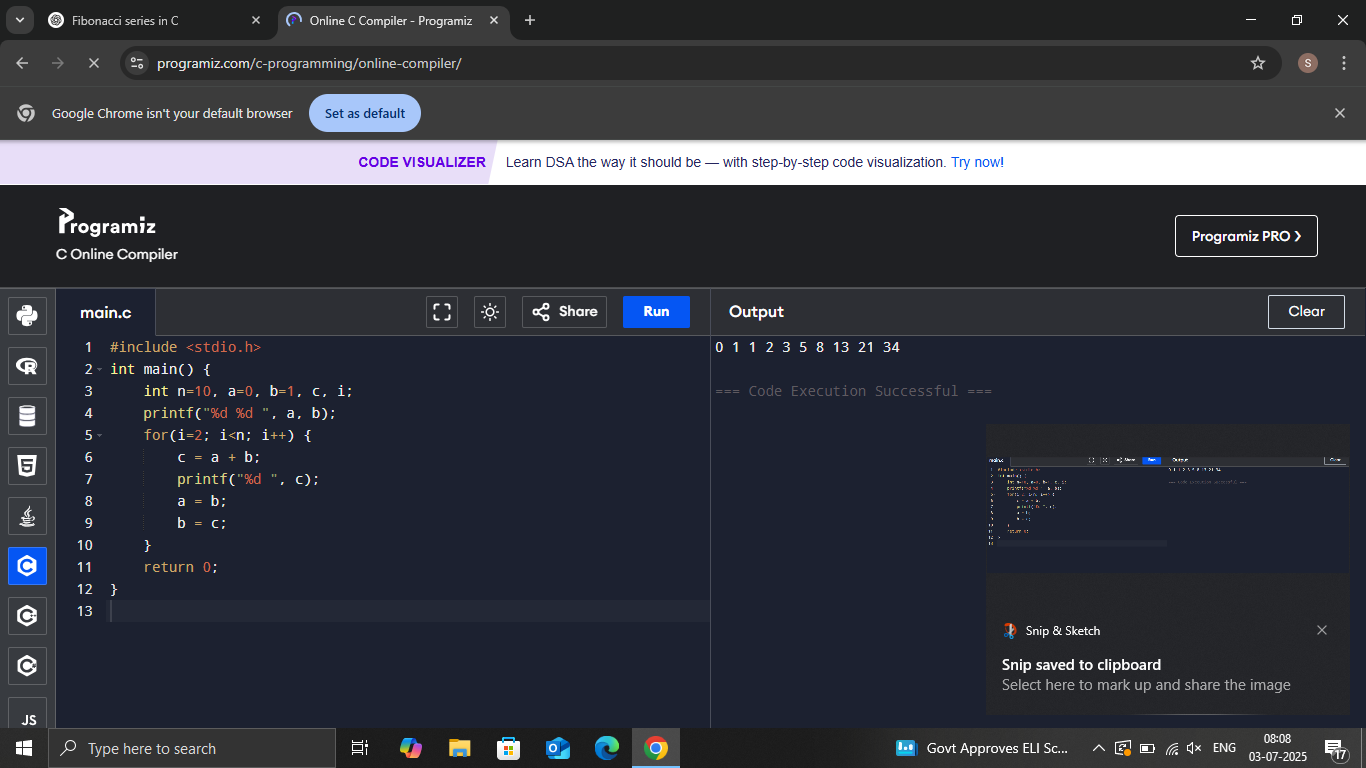 Fibonacci series in C
Online C Compiler - Programiz
programiz.com/c-programming/online-compiler/
S
Google Chrome isn't your default browser
Set as default
CODE VISUALIZER
Learn DSA the way it should be — with step-by-step code visualization. Try now!
Programiz
C Online Compiler
Programiz PRO
main.c
Share
Run
Output
Clear
1 #include <stdio.h>
2 int main() {
3     int n=10, a=0, b=1, c, i;
4     printf("%d %d ", a, b);
5     for(i=2; i<n; i++) {
6         c = a + b;
7         printf("%d ", c);
8         a = b;
9         b = c;
10     }
11     return 0;
12 }
13
0 1 1 2 3 5 8 13 21 34
=== Code Execution Successful ===
JS
main.c
Share
Run
Output
Clear
Snip & Sketch
Snip saved to clipboard
Select here to mark up and share the image
Type here to search
Govt Approves ELI Sc...
ENG
08:08
03-07-2025
17